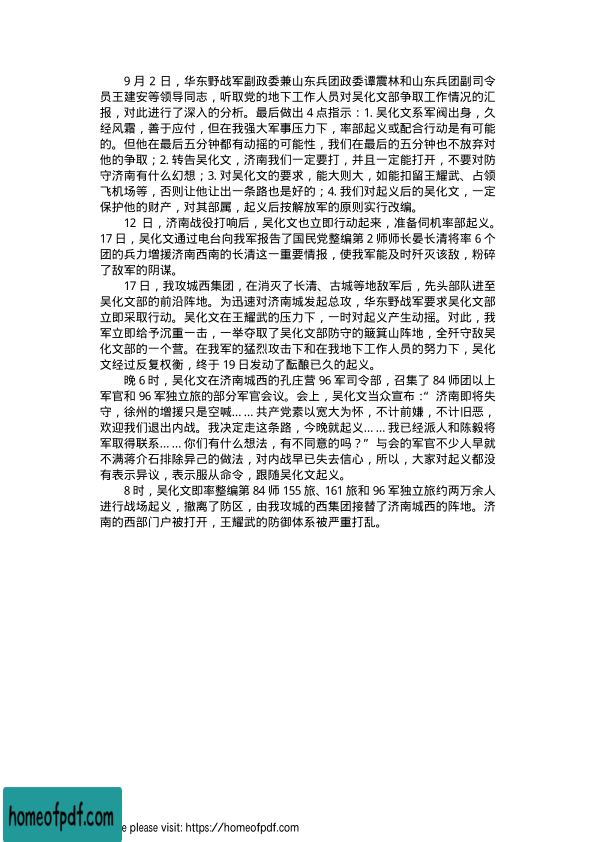 9 月 2 日，华东野战军副政委兼山东兵团政委谭震林和山东兵团副司令
员王建安等领导同志，听取党的地下工作人员对吴化文部争取工作情况的汇
报，对此进行了深入的分析。最后做出 4 点指示：1. 吴化文系军阀出身，久
经风霜，善于应付，但在我强大军事压力下，率部起义或配合行动是有可能
的。但他在最后五分钟都有动摇的可能性，我们在最后的五分钟也不放弃对
他的争取；2. 转告吴化文，济南我们一定要打，并且一定能打开，不要对防
守济南有什么幻想；3. 对吴化文的要求，能大则大，如能扣留王耀武、占领
飞机场等，否则让他让出一条路也是好的；4. 我们对起义后的吴化文，一定
保护他的财产，对其部属，起义后按解放军的原则实行改编。
12 日，济南战役打响后，吴化文也立即行动起来，准备伺机率部起义。
17 日，吴化文通过电台向我军报告了国民党整编第 2 师师长晏长清将率 6 个
团的兵力增援济南西南的长清这一重要情报，使我军能及时歼灭该敌，粉碎
了敌军的阴谋。
17 日，我攻城西集团，在消灭了长清、古城等地敌军后，先头部队进至
吴化文部的前沿阵地。为迅速对济南城发起总攻，华东野战军要求吴化文部
立即采取行动。吴化文在王耀武的压力下，一时对起义产生动摇。对此，我
军立即给予沉重一击，一举夺取了吴化文部防守的簸箕山阵地，全歼守敌吴
化文部的一个营。在我军的猛烈攻击下和在我地下工作人员的努力下，吴化
文经过反复权衡，终于 19 日发动了酝酿已久的起义。
晚 6 时，吴化文在济南城西的孔庄营 96 军司令部，召集了 84 师团以上
军官和 96 军独立旅的部分军官会议。会上，吴化文当众宣布：“济南即将失
守，徐州的增援只是空喊……共产党素以宽大为怀，不计前嫌，不计旧恶，
欢迎我们退出内战。我决定走这条路，今晚就起义……我已经派人和陈毅将
军取得联系……你们有什么想法，有不同意的吗？”与会的军官不少人早就
不满蒋介石排除异己的做法，对内战早已失去信心，所以，大家对起义都没
有表示异议，表示服从命令，跟随吴化文起义。
8 时，吴化文即率整编第 84 师 155 旅、161 旅和 96 军独立旅约两万余人
进行战场起义，撤离了防区，由我攻城的西集团接替了济南城西的阵地。济
南的西部门户被打开，王耀武的防御体系被严重打乱。
homeofpdf.com
please visit: https://homeofpdf.com